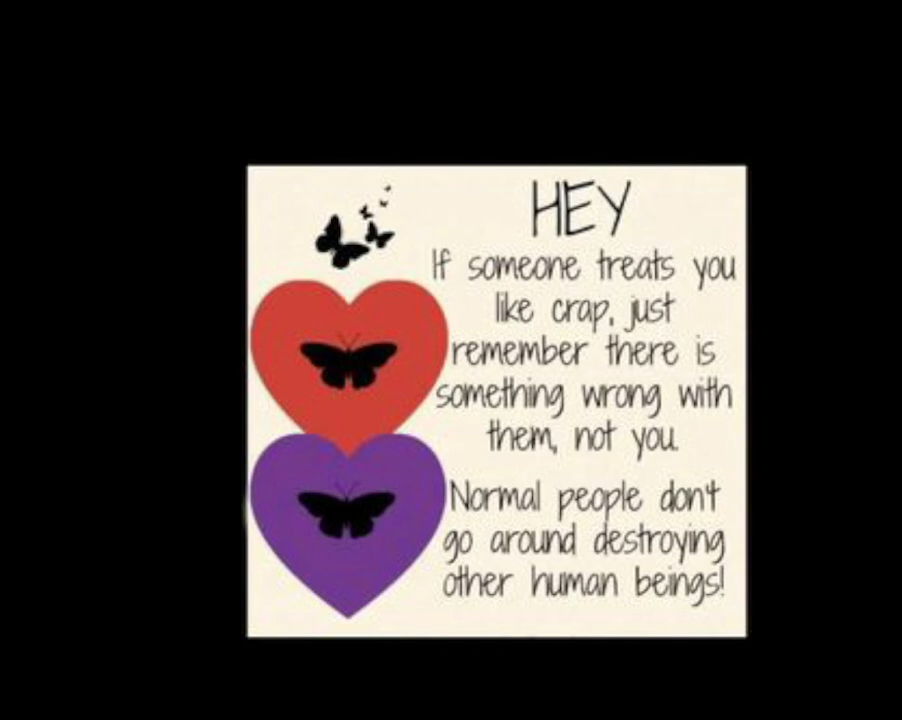 HEY
If someone treats you
like crap, just
remember there is
something wrong with
them, not you.
Normal people don't
go around destroying
other human beings!